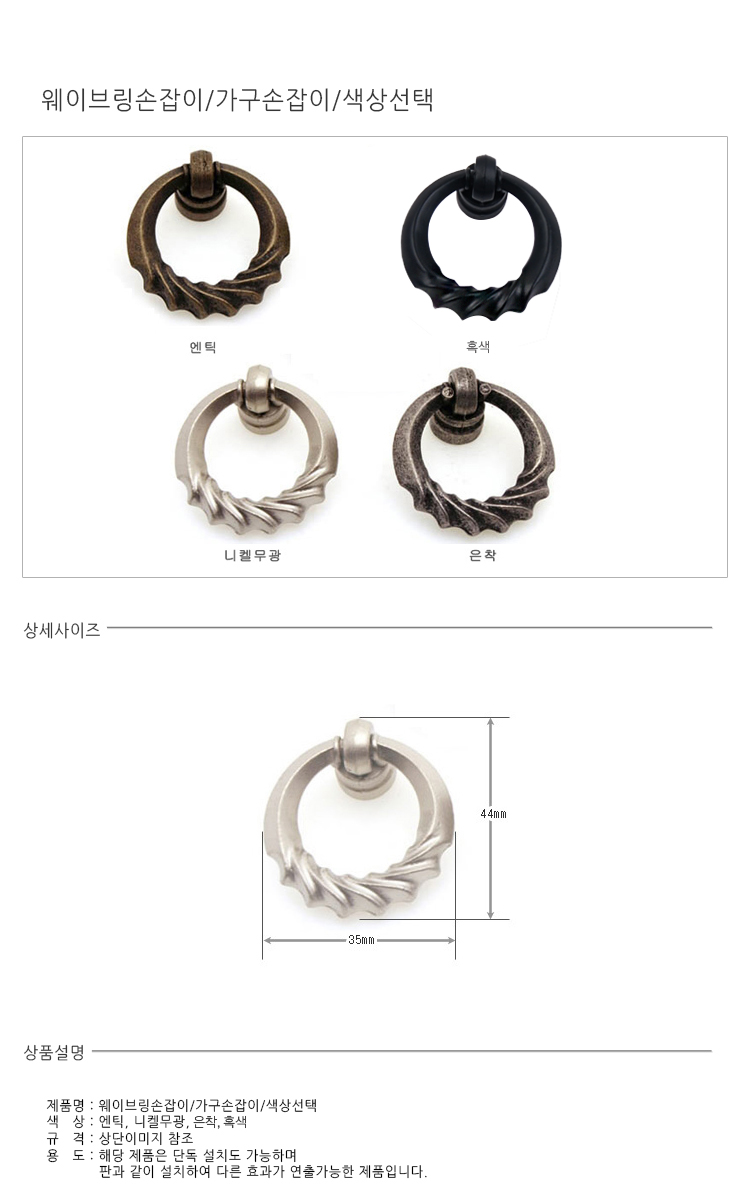 웨이브링손잡이/가구손잡이/색상선택
엔틱
흑색
니켈무광
은착
상세사이즈
44mm
35mm
상품설명
제품명 : 웨이브링손잡이/가구손잡이/색상선택
색 상 : 엔틱, 니켈무광, 은착, 흑색
규 격 : 상단이미지 참조
용 도 : 해당 제품은 단독 설치도 가능하며
판과 같이 설치하여 다른 효과가 연출가능한 제품입니다.